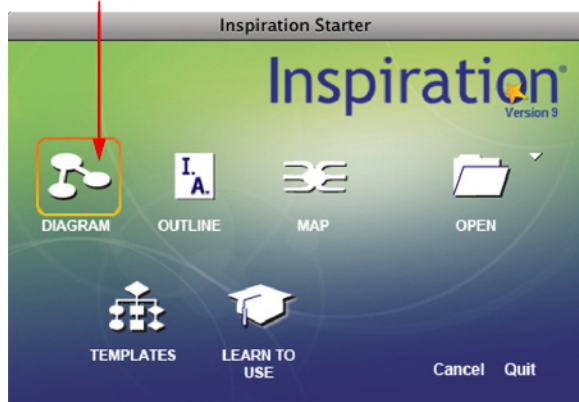 Inspiration Starter
Inspiration®
Version 9
I.
A.
DIAGRAM OUTLINE MAP OPEN
TEMPLATES LEARN TO
USE
Cancel Quit